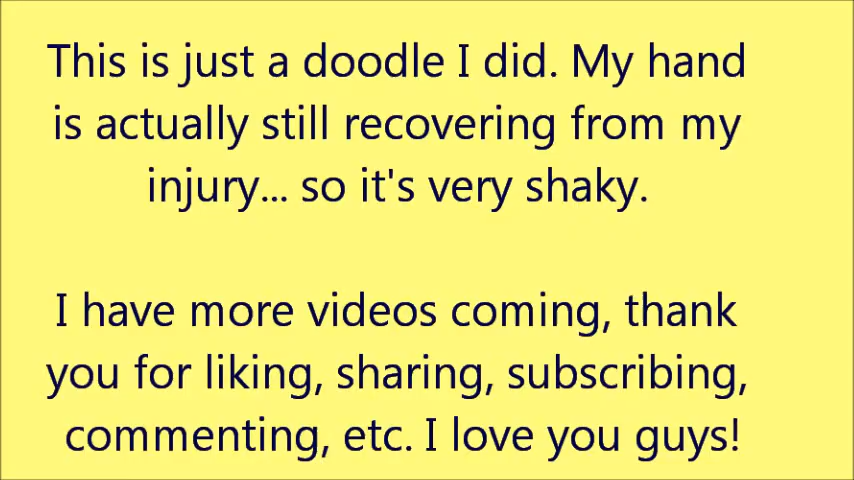 This is just a doodle I did. My hand
is actually still recovering from my
injury... so it's very shaky.
I have more videos coming, thank
you for liking, sharing, subscribing,
commenting, etc. I love you guys!